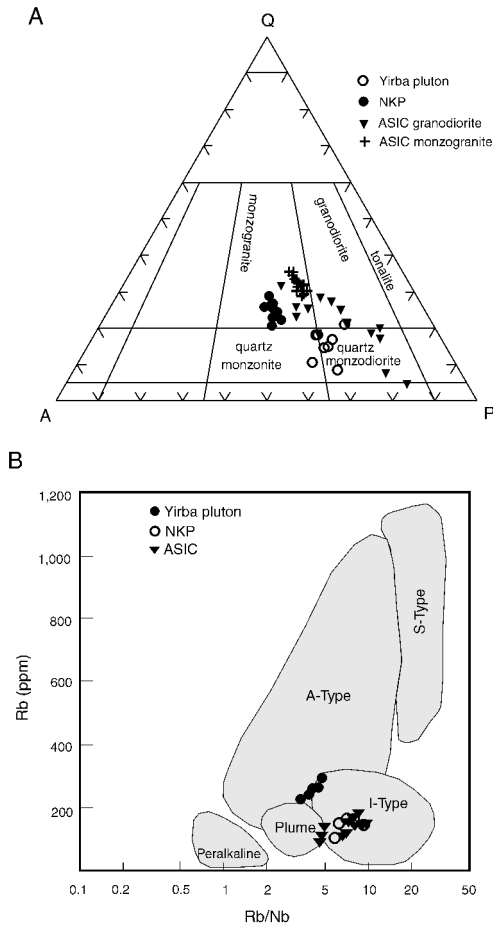 A
Q
Yirba pluton
NKP
ASIC granodiorite
ASIC monzogranite
monzogranite
granodiorite
tonalite
quartz
monzonite
quartz
monzodiorite
A
P
B
1,200
1,000
800
600
400
200
Rb (ppm)
Yirba pluton
NKP
ASIC
S-Type
A-Type
I-Type
Plume
Peralkaline
0.1 0.2 0.5 1 2 5 10 20 50
Rb/Nb